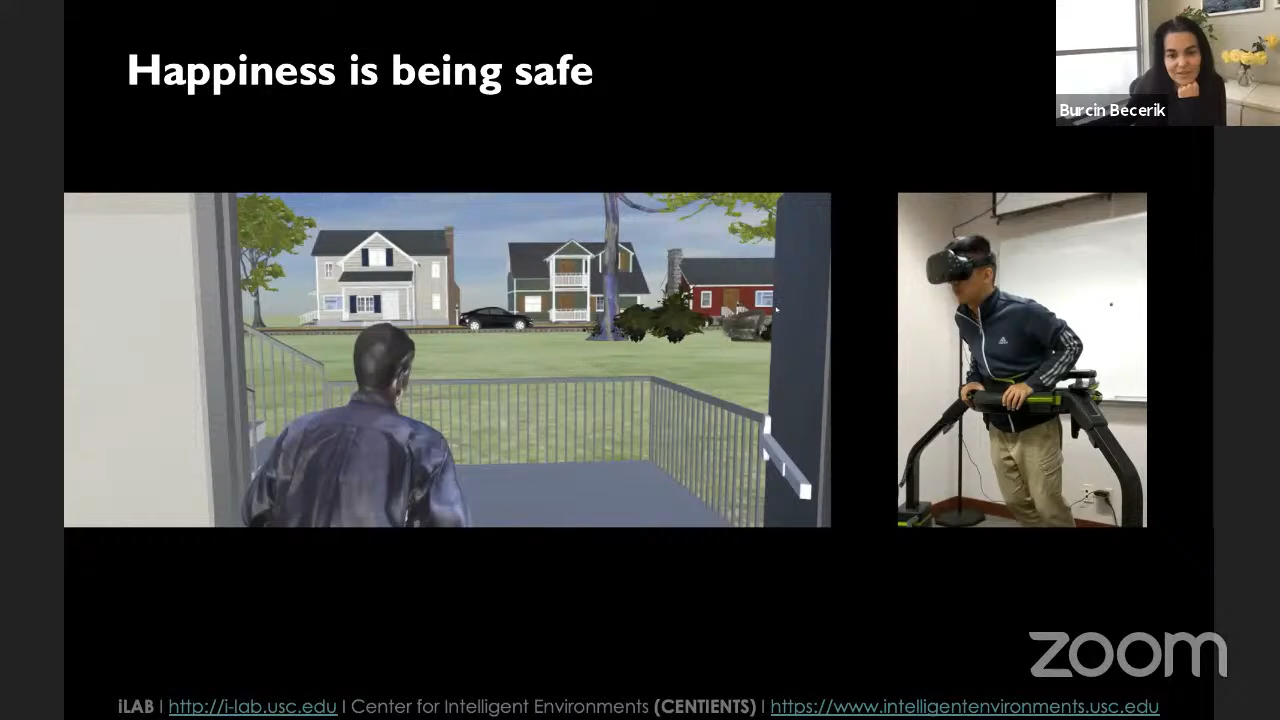 Happiness is being safe
Burcin Becerik
zoom
iLAB I http://i-lab.usc.edu I Center for Intelligent Environments (CENTIENTS) I https://www.intelligentenvironments.usc.edu